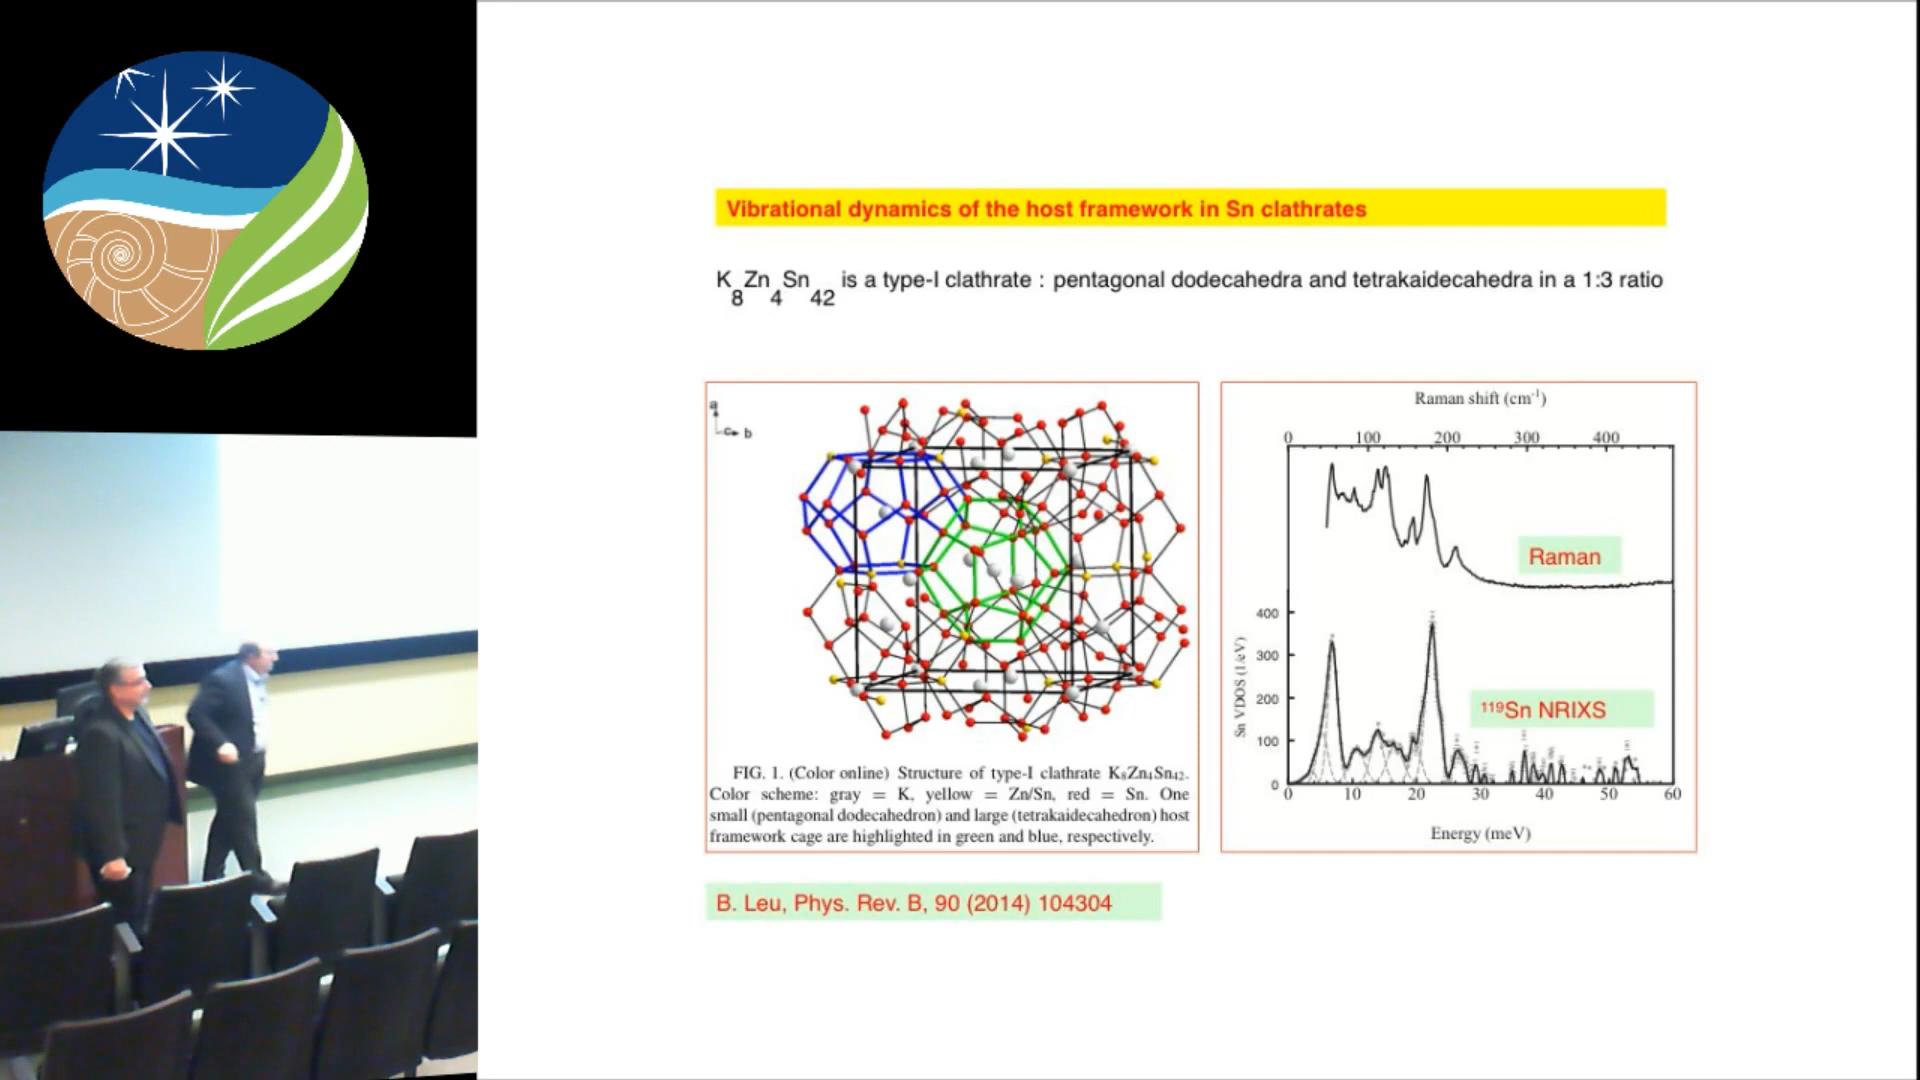 Vibrational dynamics of the host framework in Sn clathrates
K8Zn4Sn42 is a type-I clathrate : pentagonal dodecahedra and tetrakaidecahedra in a 1:3 ratio
a
c b
FIG. 1. (Color online) Structure of type-I clathrate K8Zn4Sn42.
Color scheme: gray = K, yellow = Zn/Sn, red = Sn. One
small (pentagonal dodecahedron) and large (tetrakaidecahedron) host
framework cage are highlighted in green and blue, respectively.
Raman shift (cm-1)
0 100 200 300 400
Raman
400
300
200
100
0
Sn VDOS (1/eV)
119Sn NRIXS
0 10 20 30 40 50 60
Energy (meV)
B. Leu, Phys. Rev. B, 90 (2014) 104304